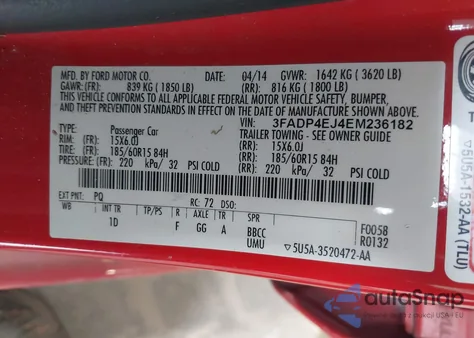 MFD. BY FORD MOTOR CO. 04/14 GVWR: 1642 KG ( 3620 LB)
GAWR: (FR): 839 KG ( 1850 LB) (RR): 816 KG ( 1800 LB)
THIS VEHICLE CONFORMS TO ALL APPLICABLE FEDERAL MOTOR VEHICLE SAFETY, BUMPER,
AND THEFT PREVENTION STANDARDS IN EFFECT ON THE DATE OF MANUFACTURE SHOWN ABOVE.
VIN: 3FADP4EJ4EM236182
TYPE: Passenger Car TRAILER TOWING - SEE OWNER GUIDE
RIM: (FR): 15X6.0J (RR): 15X6.0J
TIRES: (FR): 185/60R15 84H (RR): 185/60R15 84H
PRESSURE: (FR): 220 kPa/ 32 PSI COLD (RR): 220 kPa/ 32 PSI COLD
EXT PNT: PQ RC: 72 DSO:
WB INT TR TP/PS R AXLE TR SPR F0058
1D F GG A BBCC R0132
UMU ▽5U5A-3520472-AA
5U5A-1532-AA (TLU)
autoSnap